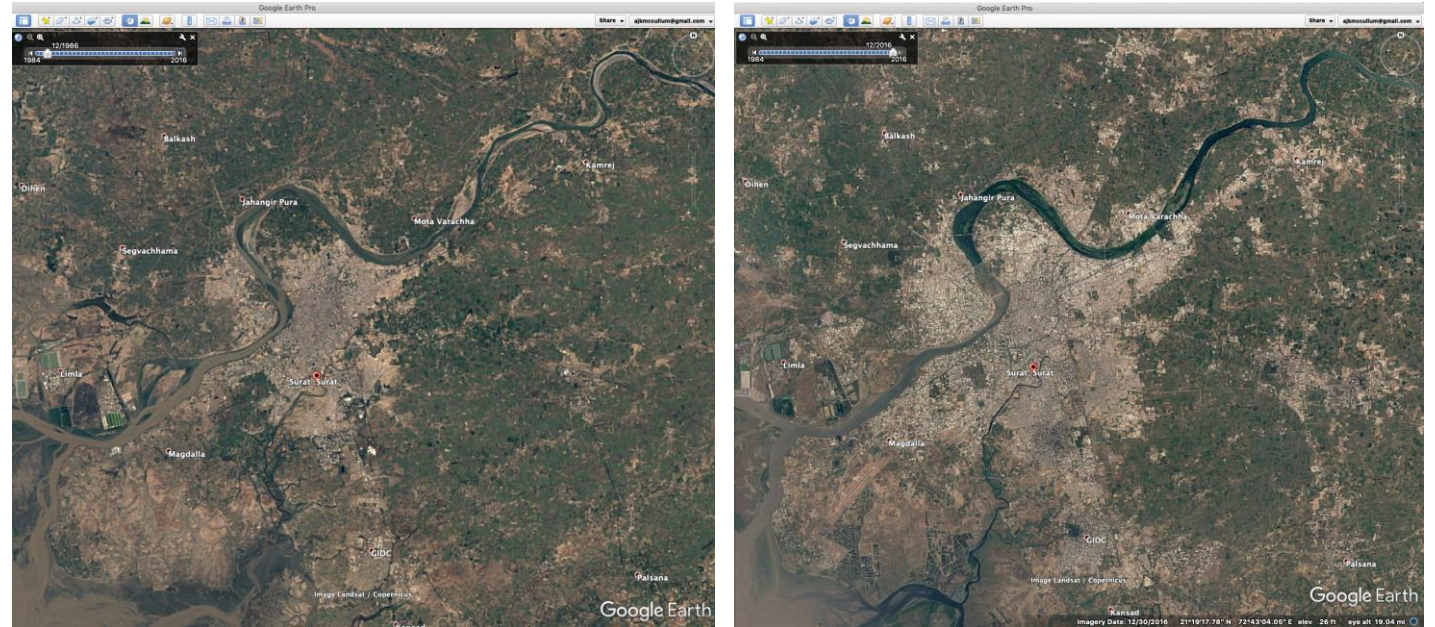 Google Earth Pro
Share
ajkmccullum@gmail.com
12/1986
1984
2016
N
Balkash
Kamrej
Dihen
Jahangir Pura
Mota Varachha
Segvachhama
Limla
Surat Surat
Magdalla
GIDC
Palsana
Image Landsat / Copernicus
Google Earth
Kansad
Google Earth Pro
Share
ajkmccullum@gmail.com
12/2016
1984
2016
N
Balkash
Kamrej
Dihen
Jahangir Pura
Mota Varachha
Segvachhama
Limla
Surat Surat
Magdalla
GIDC
Palsana
Image Landsat / Copernicus
Google Earth
Kansad
Imagery Date: 12/30/2016 21°19'17.78" N 72°43'04.05" E elev 26 ft eye alt 19.04 mi